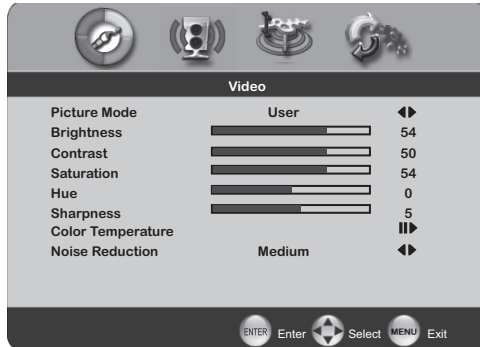 Video
Picture Mode User
Brightness 54
Contrast 50
Saturation 54
Hue 0
Sharpness 5
Color Temperature
Noise Reduction Medium
ENTER Enter Select MENU Exit